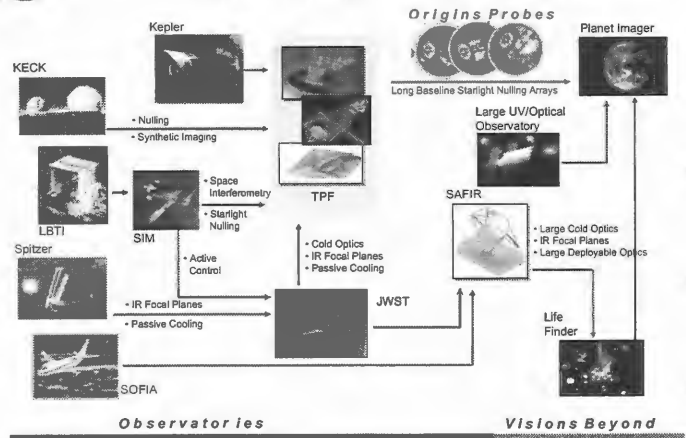 Origins Probes
Kepler
Planet Imager
KECK
Long Baseline Starlight Nulling Arrays
• Nulling
• Synthetic Imaging
Large UV/Optical
Observatory
TPF
SAFIR
LBTI
SIM
• Space
Interferometry
• Starlight
Nulling
• Large Cold Optics
• IR Focal Planes
• Large Deployable Optics
Spitzer
• Active
Control
• Cold Optics
• IR Focal Planes
• Passive Cooling
• IR Focal Planes
• Passive Cooling
JWST
Life
Finder
SOFIA
Observatories
Visions Beyond